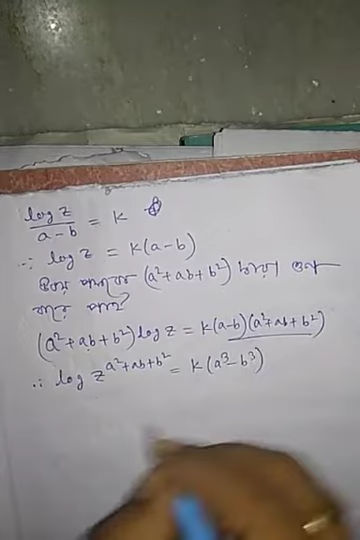 log z / a-b = K
∴ log z = K(a-b)
উভয় পক্ষকে (a²+ab+b²) দ্বারা গুন
করে পাই
(a²+ab+b²) log z = K(a-b)(a²+ab+b²)
∴ log z^{a²+ab+b²} = K(a³-b³)